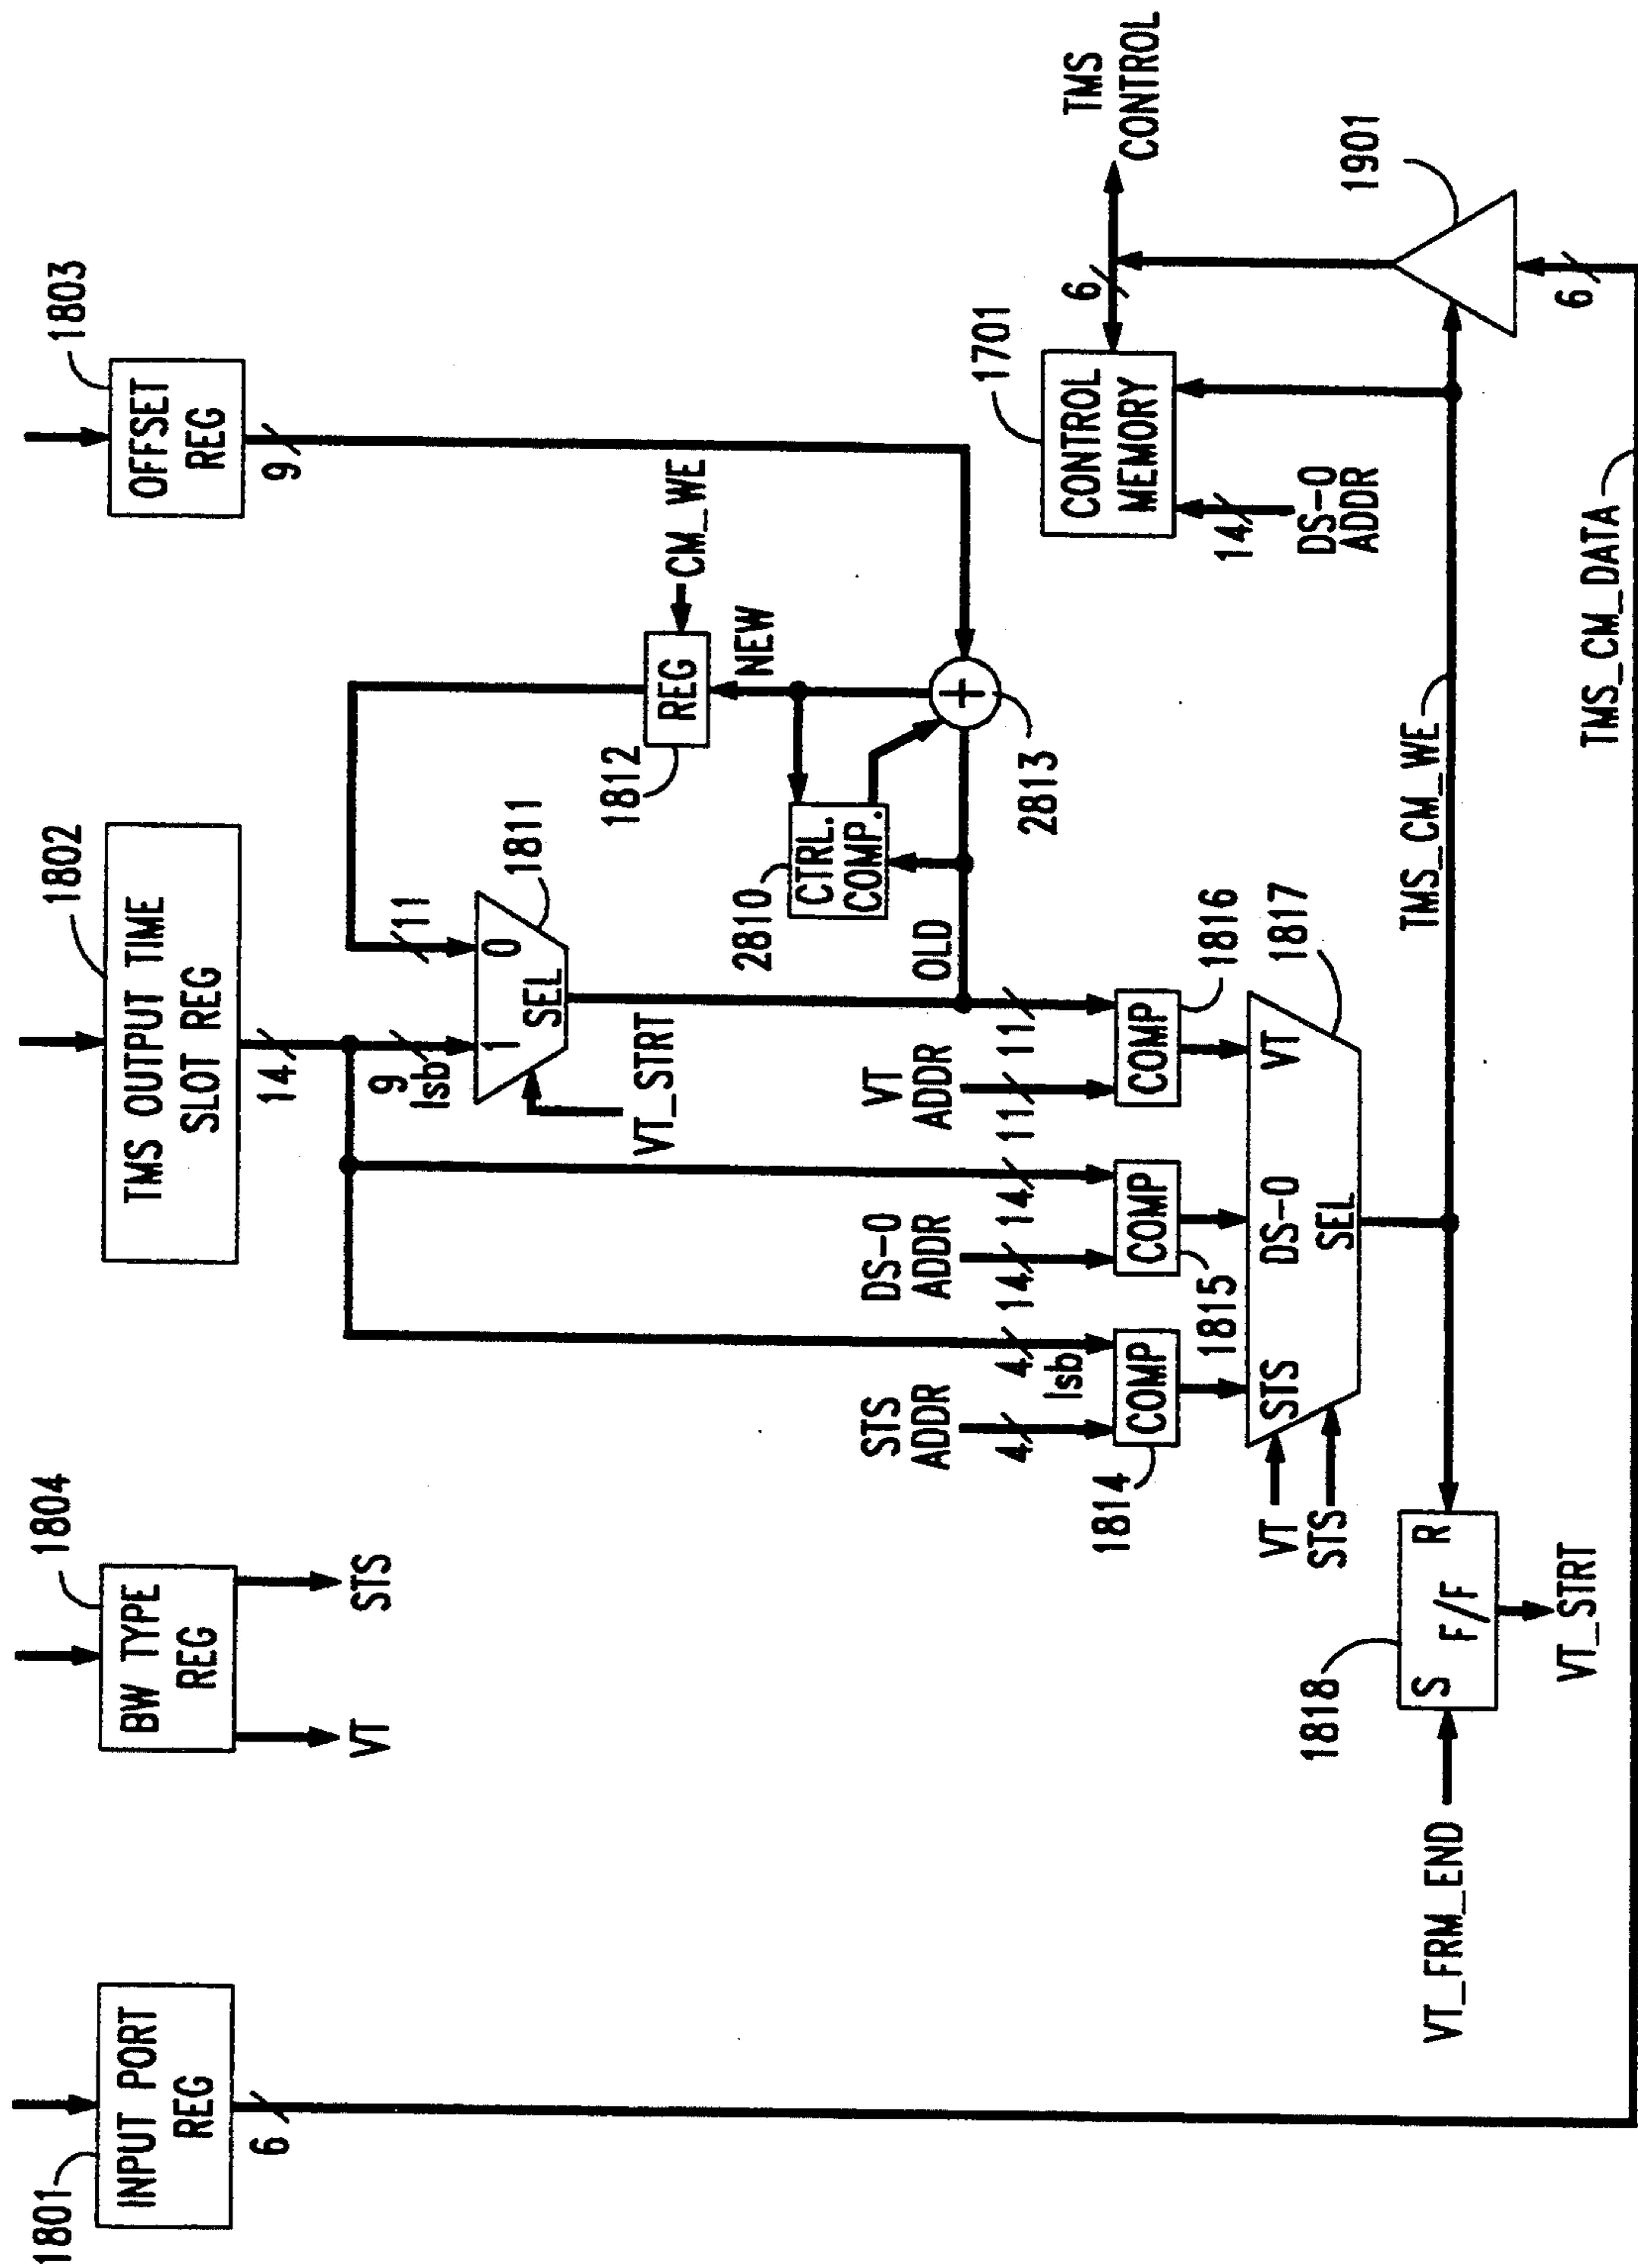 1801
INPUT PORT
REG
6
1804
BW TYPE
REG
VT
STS
1802
TMS OUTPUT TIME
SLOT REG
14
1803
OFFSET
REG
9
9
lsb
11
1
0
SEL
1811
VT_STRT
1812
REG
CM_WE
NEW
2810
CTRL.
COMP.
2813
+
OLD
STS
ADDR
4
4
lsb
DS-0
ADDR
14
14
VT
ADDR
11
11
1814
COMP
1815
COMP
1816
COMP
1817
STS
DS-0
VT
SEL
VT
STS
1818
S
R
F/F
VT_FRM_END
VT_STRT
1701
CONTROL
MEMORY
14
DS-0
ADDR
6
TMS
CONTROL
1901
6
TMS_CM_WE
TMS_CM_DATA